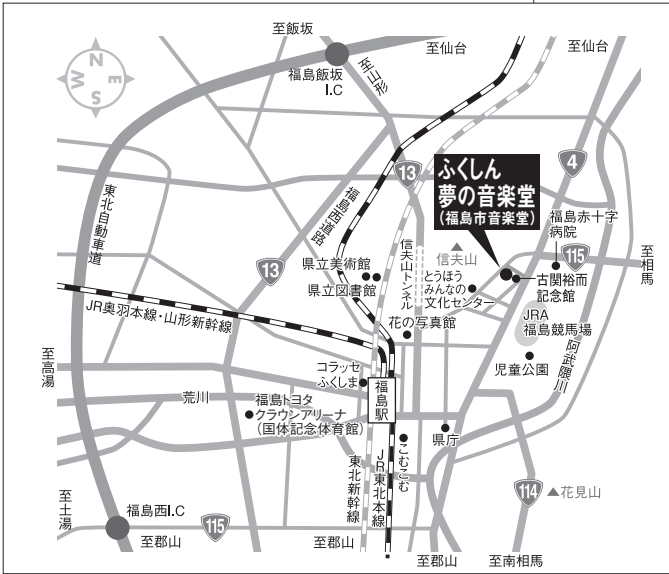 至飯坂
至仙台
至仙台
N
E
S
W
福島飯坂
I.C
至山形
13
4
ふくしん
夢の音楽堂
(福島市音楽堂)
東北自動車道
福島西道路
福島赤十字
病院
115
至相馬
13
県立美術館
県立図書館
信夫山トンネル
信夫山
とうほう
みんなの
文化センター
古関裕而
記念館
JR奥羽本線・山形新幹線
花の写真館
JRA
福島競馬場
阿武隈川
児童公園
至高湯
コラッセ
ふくしま
福島駅
荒川
福島トヨタ
クラウンアリーナ
(国体記念体育館)
こむこむ
県庁
東北新幹線
JR東北本線
114
花見山
至土湯
福島西I.C
115
至郡山
至郡山
至郡山
至南相馬